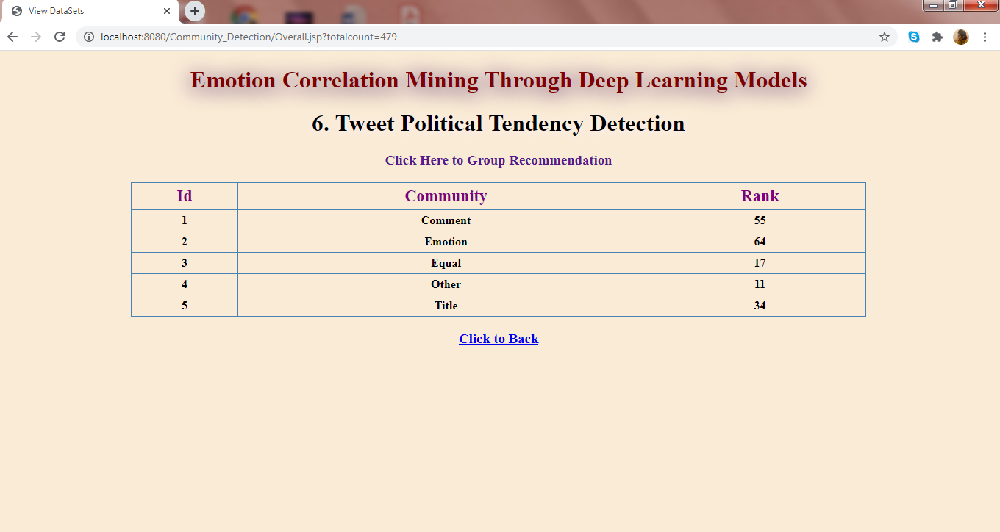 View DataSets
localhost:8080/Community_Detection/Overall.jsp?totalcount=479
Emotion Correlation Mining Through Deep Learning Models
6. Tweet Political Tendency Detection
Click Here to Group Recommendation
Id Community Rank
1 Comment 55
2 Emotion 64
3 Equal 17
4 Other 11
5 Title 34
Click to Back